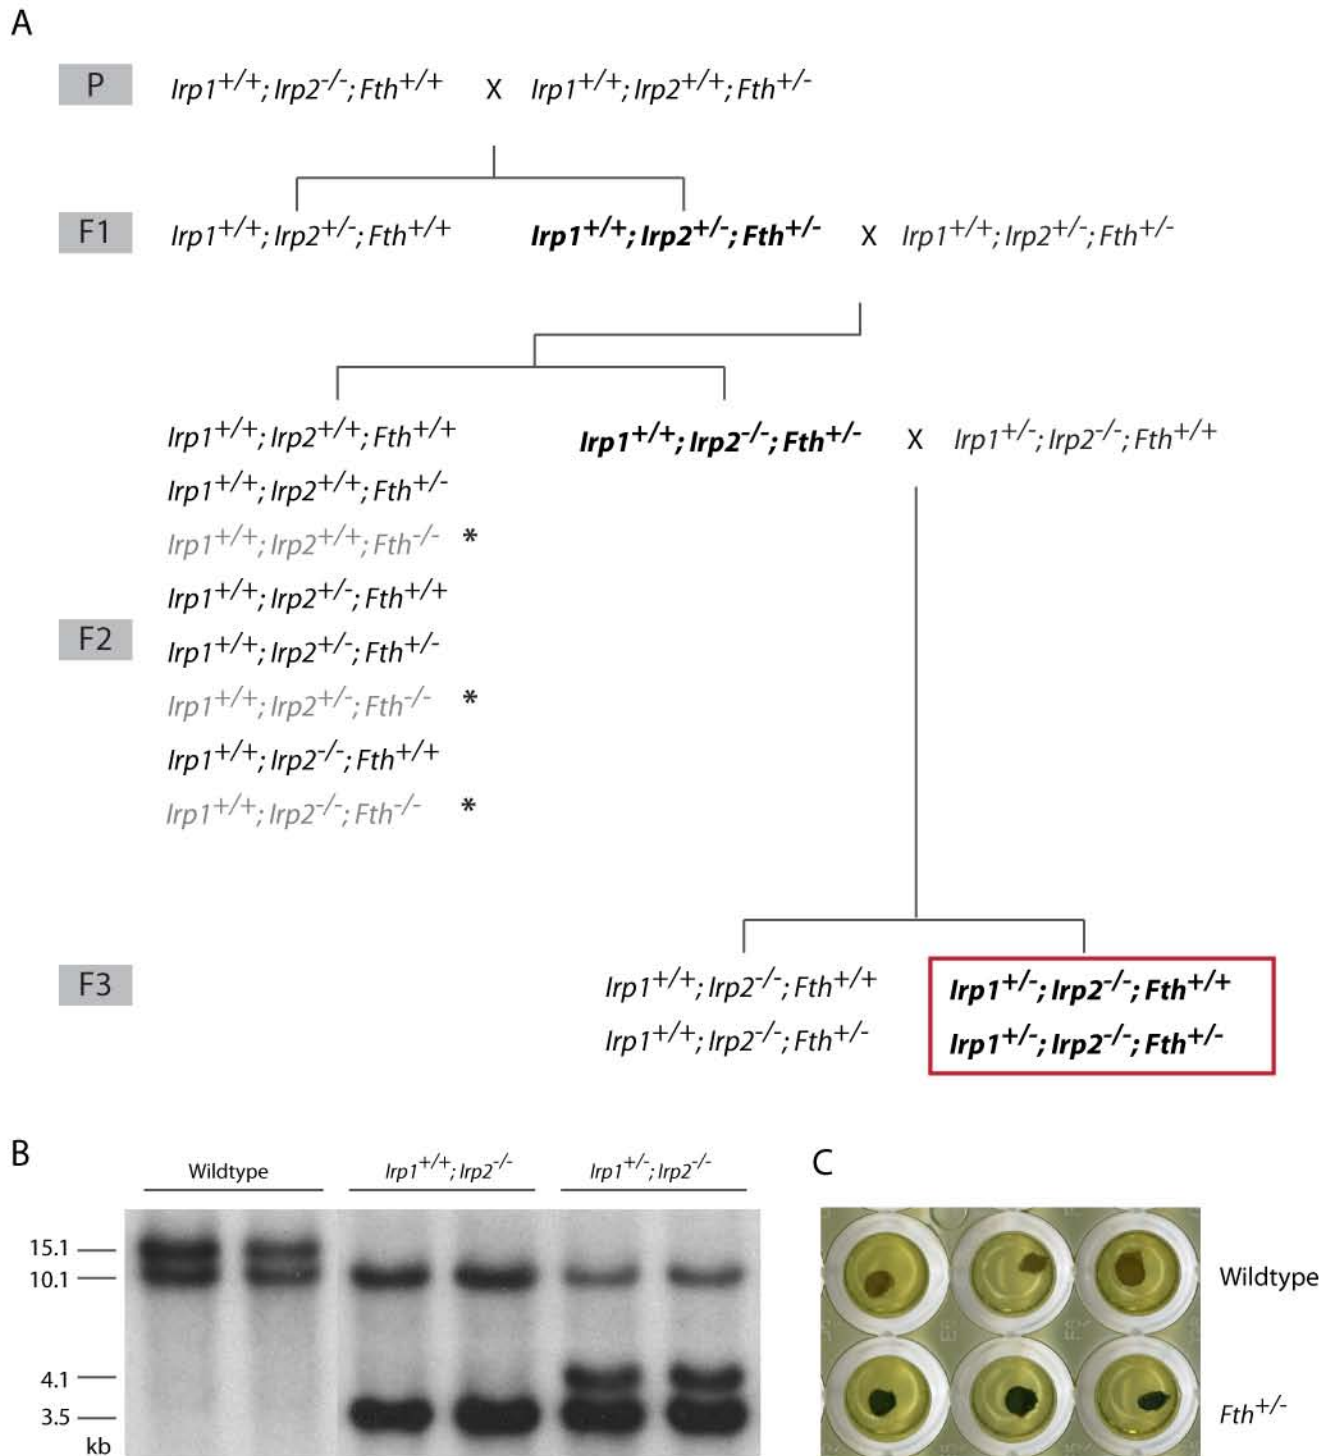 A
P Irp1+/+; Irp2-/-; Fth+/+ X Irp1+/+; Irp2+/+; Fth+/-
F1 Irp1+/+; Irp2+/-; Fth+/+ Irp1+/+; Irp2+/-; Fth+/- X Irp1+/+; Irp2+/-; Fth+/-
Irp1+/+; Irp2+/+; Fth+/+ Irp1+/+; Irp2-/-; Fth+/- X Irp1+/-; Irp2-/-; Fth+/+
Irp1+/+; Irp2+/+; Fth+/-
Irp1+/+; Irp2+/+; Fth-/- *
Irp1+/+; Irp2+/-; Fth+/+
F2 Irp1+/+; Irp2+/-; Fth+/-
Irp1+/+; Irp2+/-; Fth-/- *
Irp1+/+; Irp2-/-; Fth+/+
Irp1+/+; Irp2-/-; Fth-/- *
F3 Irp1+/+; Irp2-/-; Fth+/+ Irp1+/-; Irp2-/-; Fth+/+
Irp1+/+; Irp2-/-; Fth+/- Irp1+/-; Irp2-/-; Fth+/-
B
Wildtype Irp1+/+; Irp2-/- Irp1+/-; Irp2-/-
15.1
10.1
4.1
3.5
kb
C
Wildtype
Fth+/-